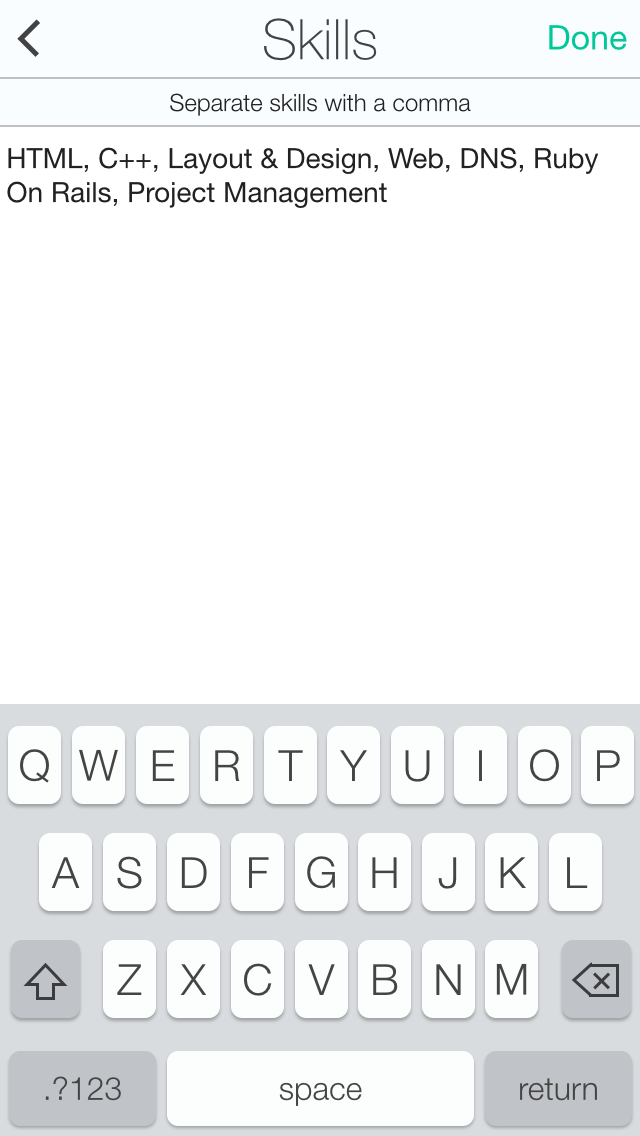 Skills
Done
Separate skills with a comma
HTML, C++, Layout & Design, Web, DNS, Ruby
On Rails, Project Management
Q W E R T Y U I O P
A S D F G H J K L
Z X C V B N M
.?123 space return